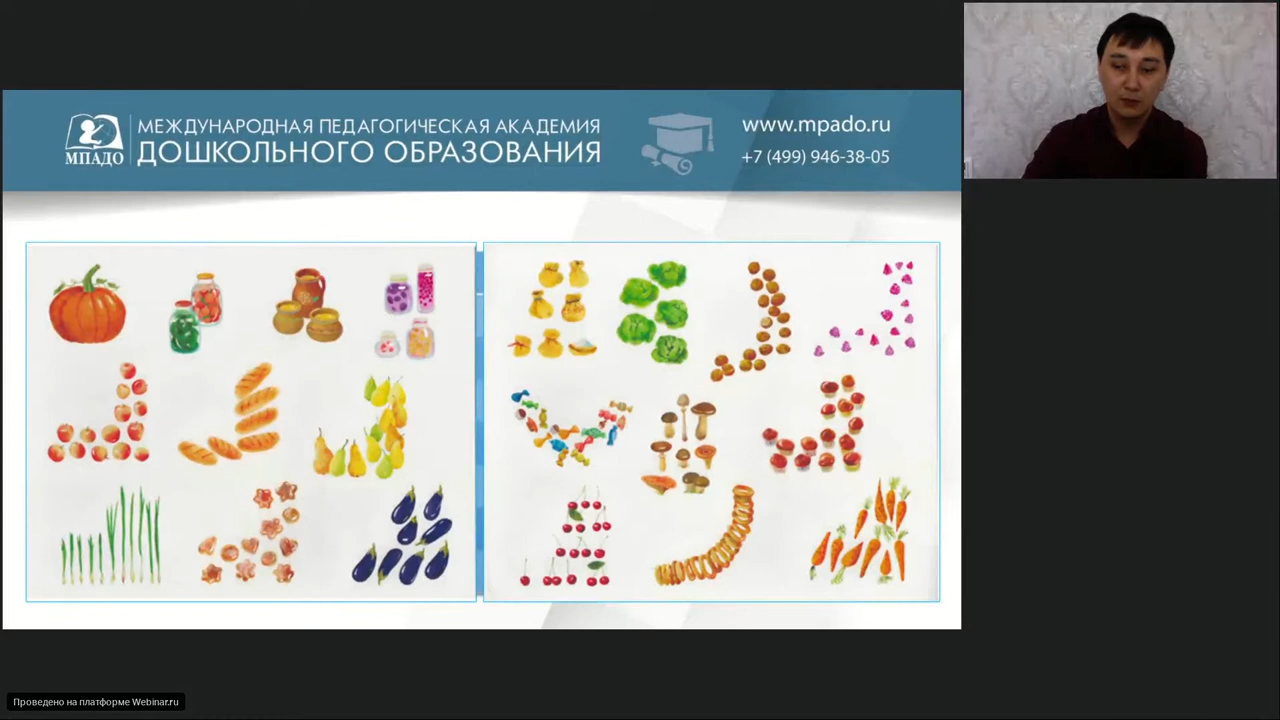 МЕЖДУНАРОДНАЯ ПЕДАГОГИЧЕСКАЯ АКАДЕМИЯ
ДОШКОЛЬНОГО ОБРАЗОВАНИЯ
МПАДО
www.mpado.ru
+7 (499) 946-38-05
Проведено на платформе Webinar.ru